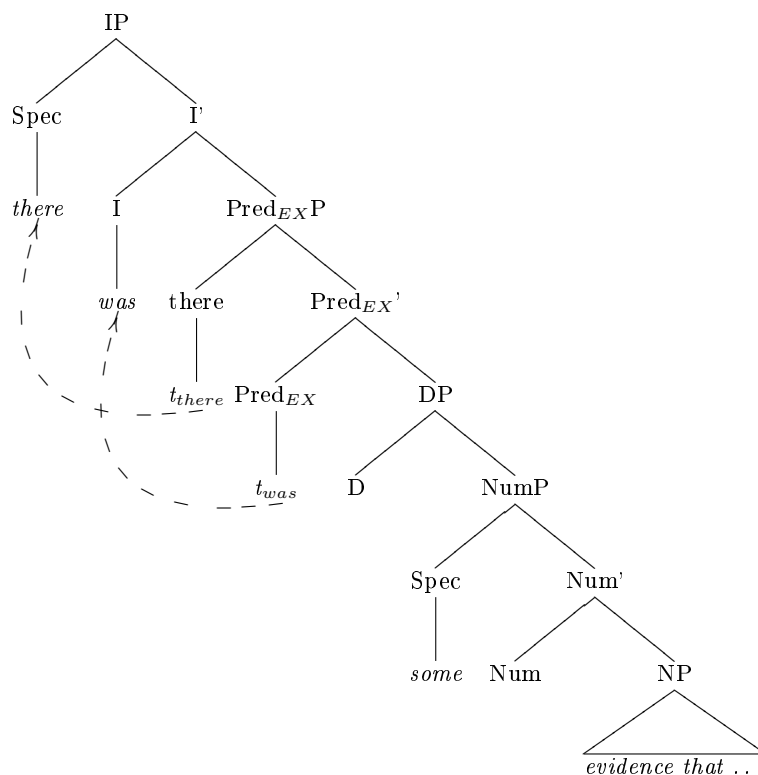 IP
Spec I'
there I Pred_EX P
was there Pred_EX '
t_there Pred_EX DP
t_was D NumP
Spec Num'
some Num NP
evidence that ..